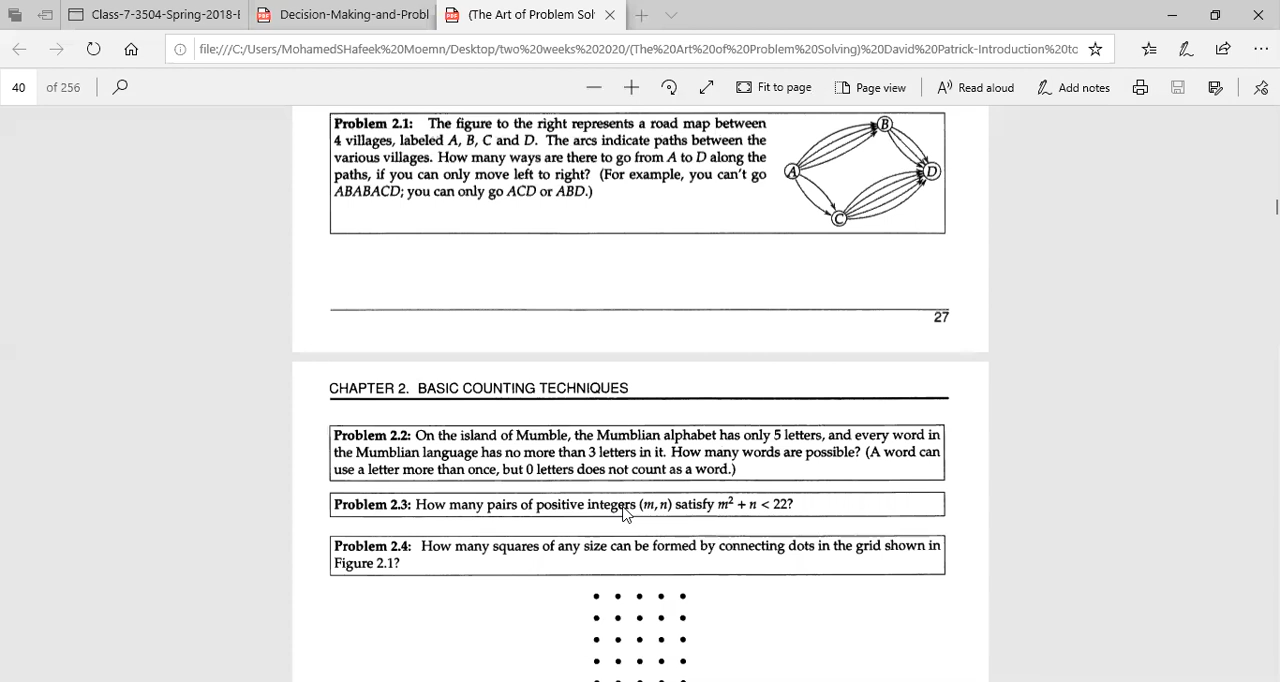 Class-7-3504-Spring-2018-I
Decision-Making-and-Probl
(The Art of Problem Sol
file:///C:/Users/MohamedSHafeek%20Moemn/Desktop/two%20weeks%202020/(The%20Art%20of%20Problem%20Solving)%20David%20Patrick-Introduction%20tc
40 of 256
Fit to page
Page view
Read aloud
Add notes
Problem 2.1: The figure to the right represents a road map between
4 villages, labeled A, B, C and D. The arcs indicate paths between the
various villages. How many ways are there to go from A to D along the
paths, if you can only move left to right? (For example, you can't go
ABABACD; you can only go ACD or ABD.)
B
A
D
C
27
CHAPTER 2. BASIC COUNTING TECHNIQUES
Problem 2.2: On the island of Mumble, the Mumblian alphabet has only 5 letters, and every word in
the Mumblian language has no more than 3 letters in it. How many words are possible? (A word can
use a letter more than once, but 0 letters does not count as a word.)
Problem 2.3: How many pairs of positive integers (m, n) satisfy m² + n < 22?
Problem 2.4: How many squares of any size can be formed by connecting dots in the grid shown in
Figure 2.1?